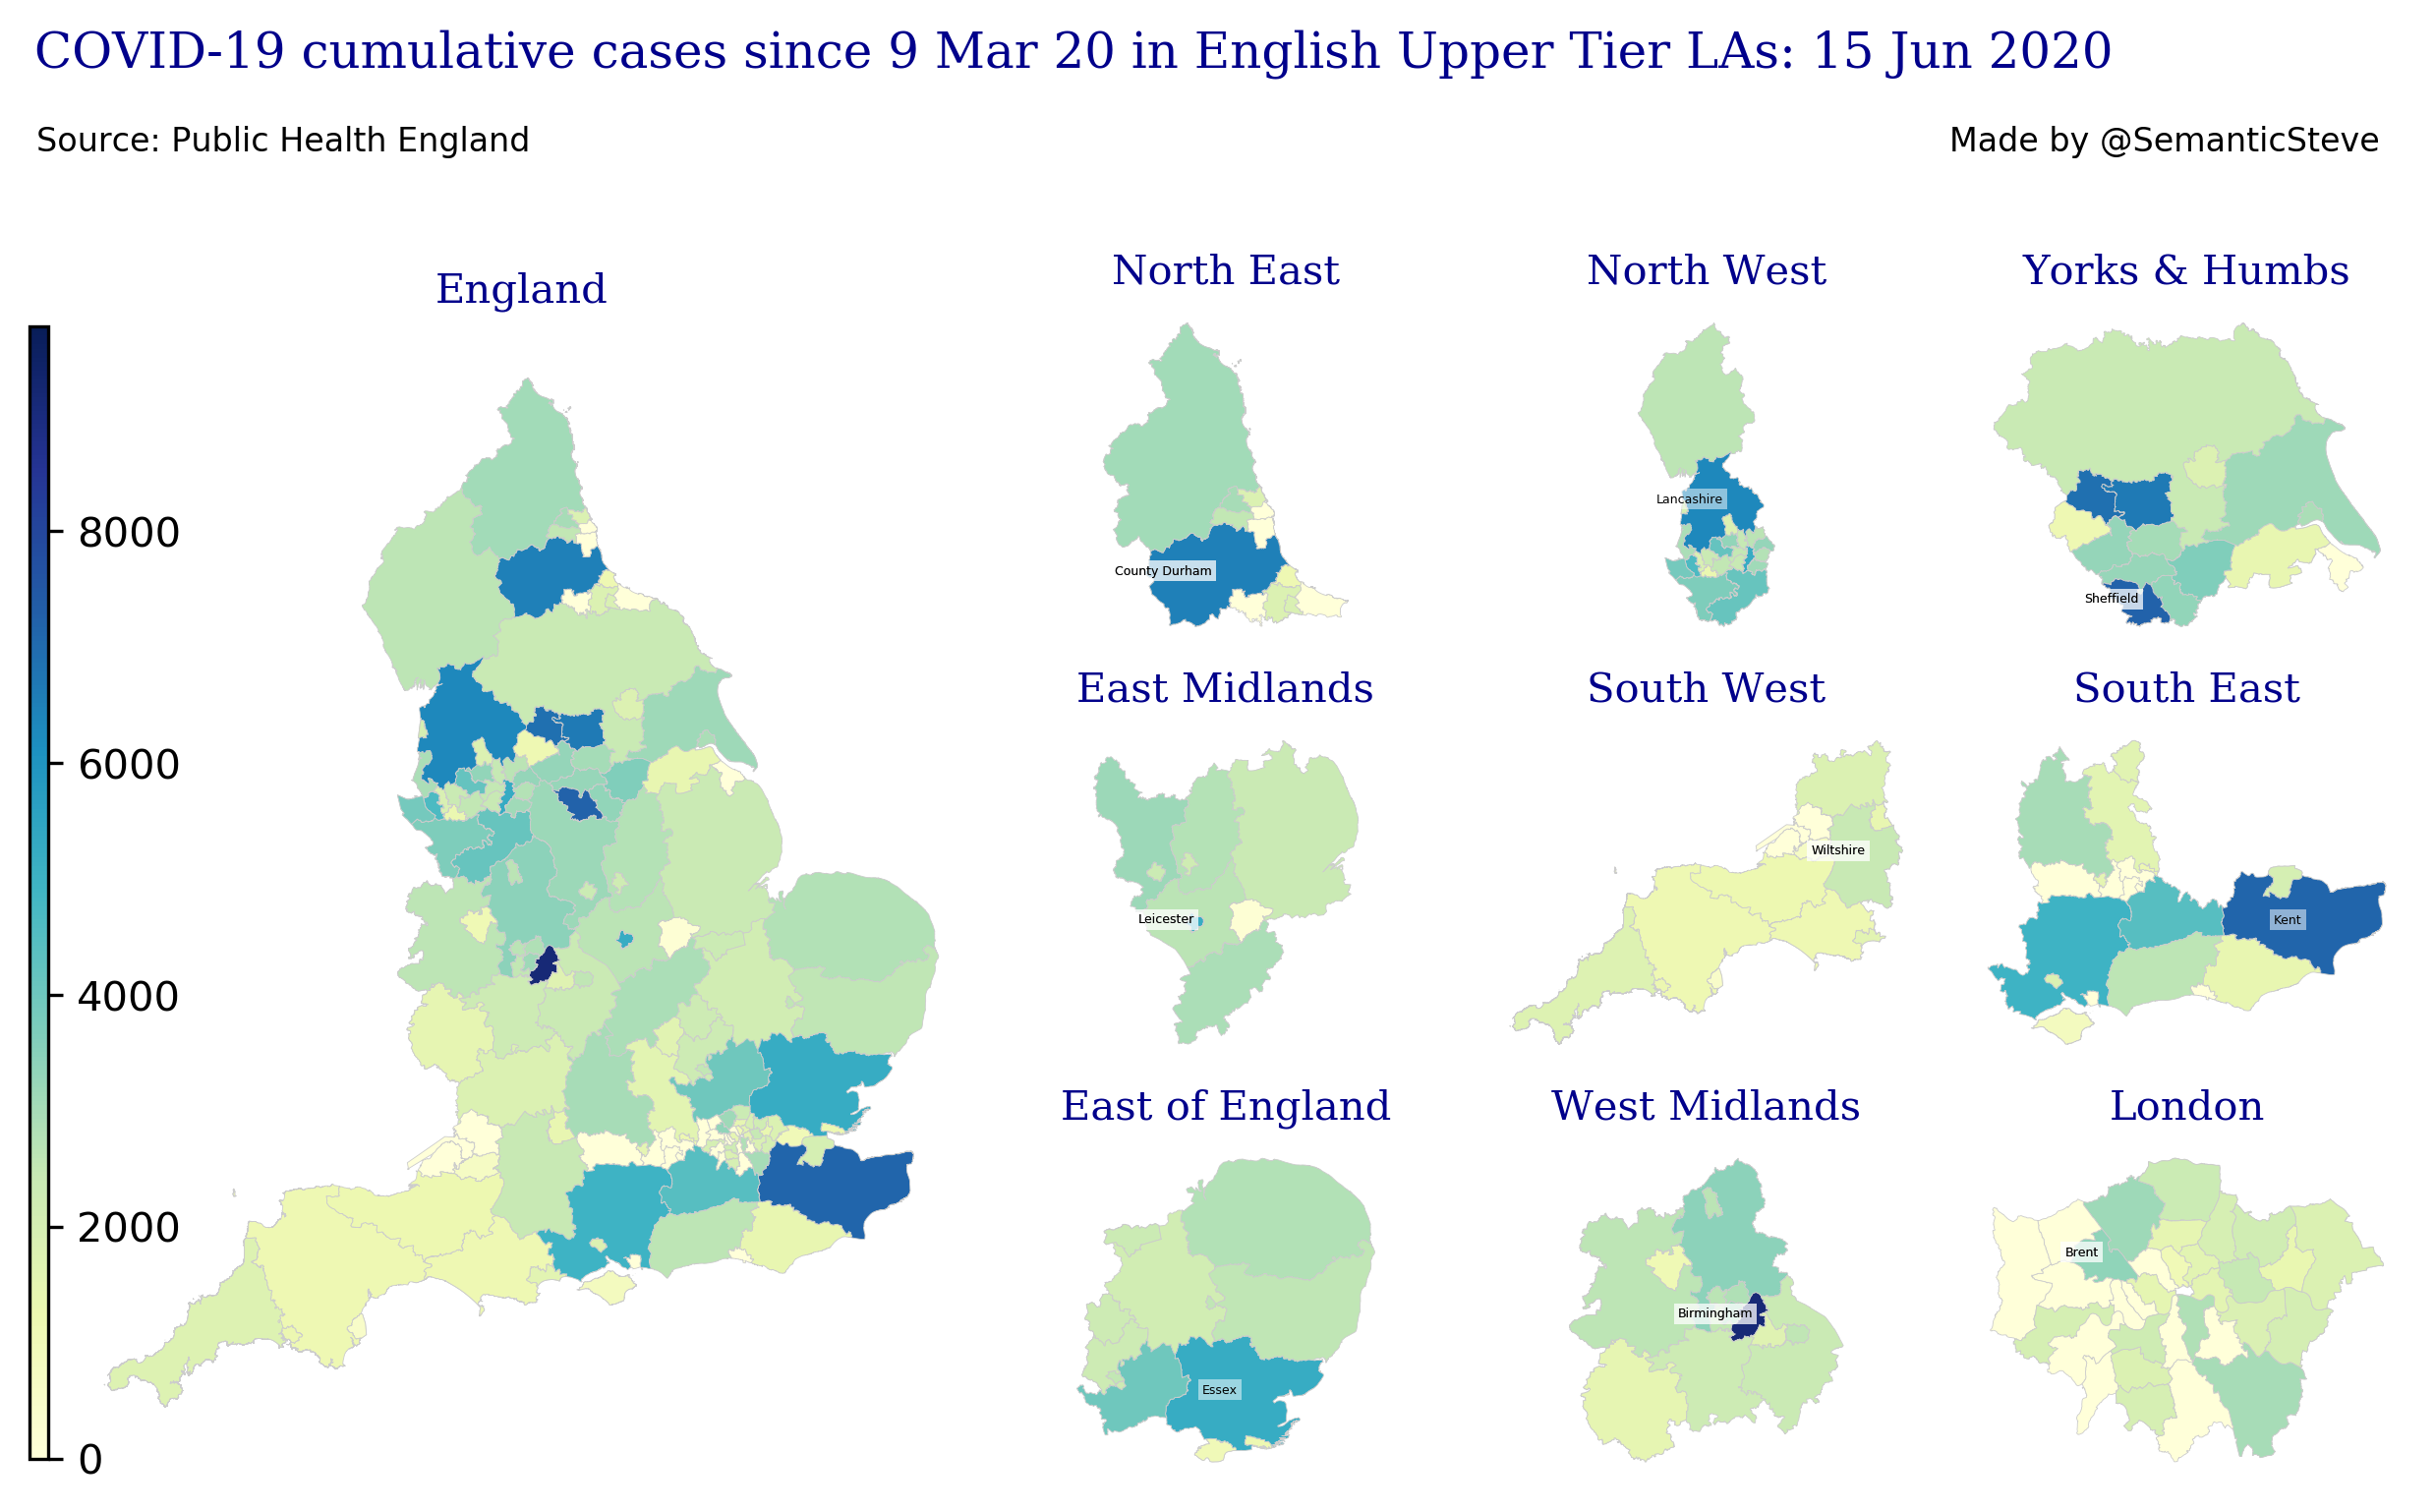 COVID-19 cumulative cases since 9 Mar 20 in English Upper Tier LAs: 15 Jun 2020
Source: Public Health England
Made by @SemanticSteve
England
8000
6000
4000
2000
0
North East
County Durham
North West
Lancashire
Yorks & Humbs
Sheffield
East Midlands
Leicester
South West
Wiltshire
South East
Kent
East of England
Essex
West Midlands
Birmingham
London
Brent